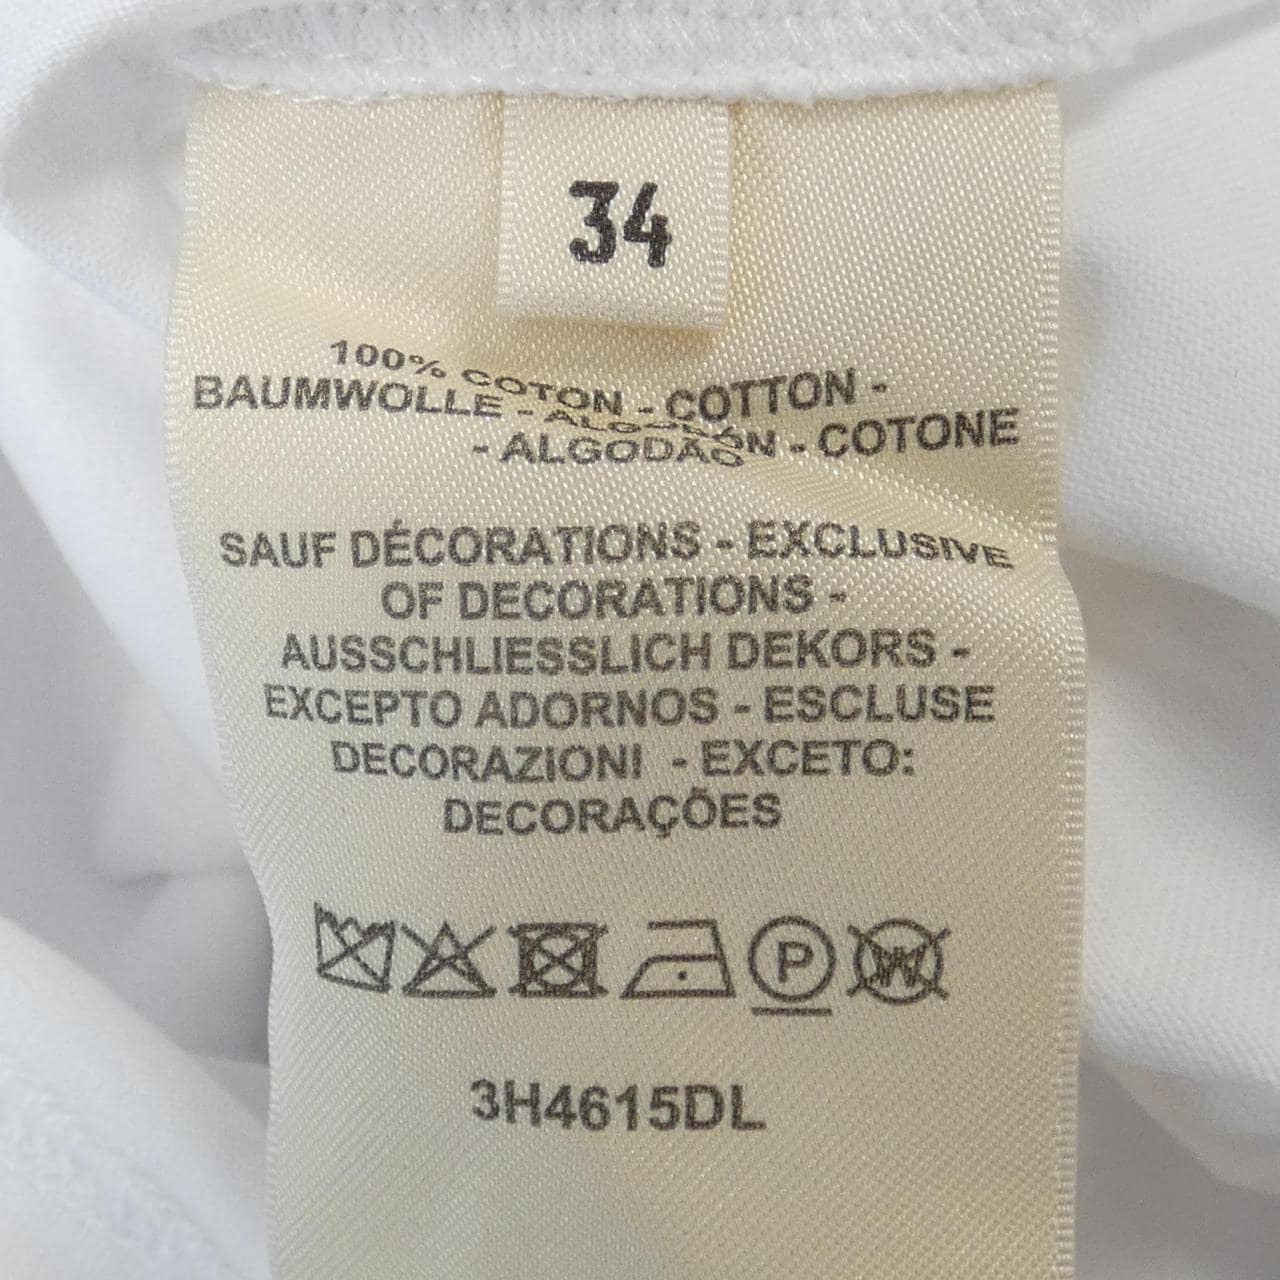 34
100% COTON - COTTON -
BAUMWOLLE - ALGODÓN - COTONE
- ALGODÃO
SAUF DÉCORATIONS - EXCLUSIVE
OF DECORATIONS -
AUSSCHLIESSLICH DEKORS -
EXCEPTO ADORNOS - ESCLUSE
DECORAZIONI - EXCETO:
DECORAÇÕES
P W
3H4615DL